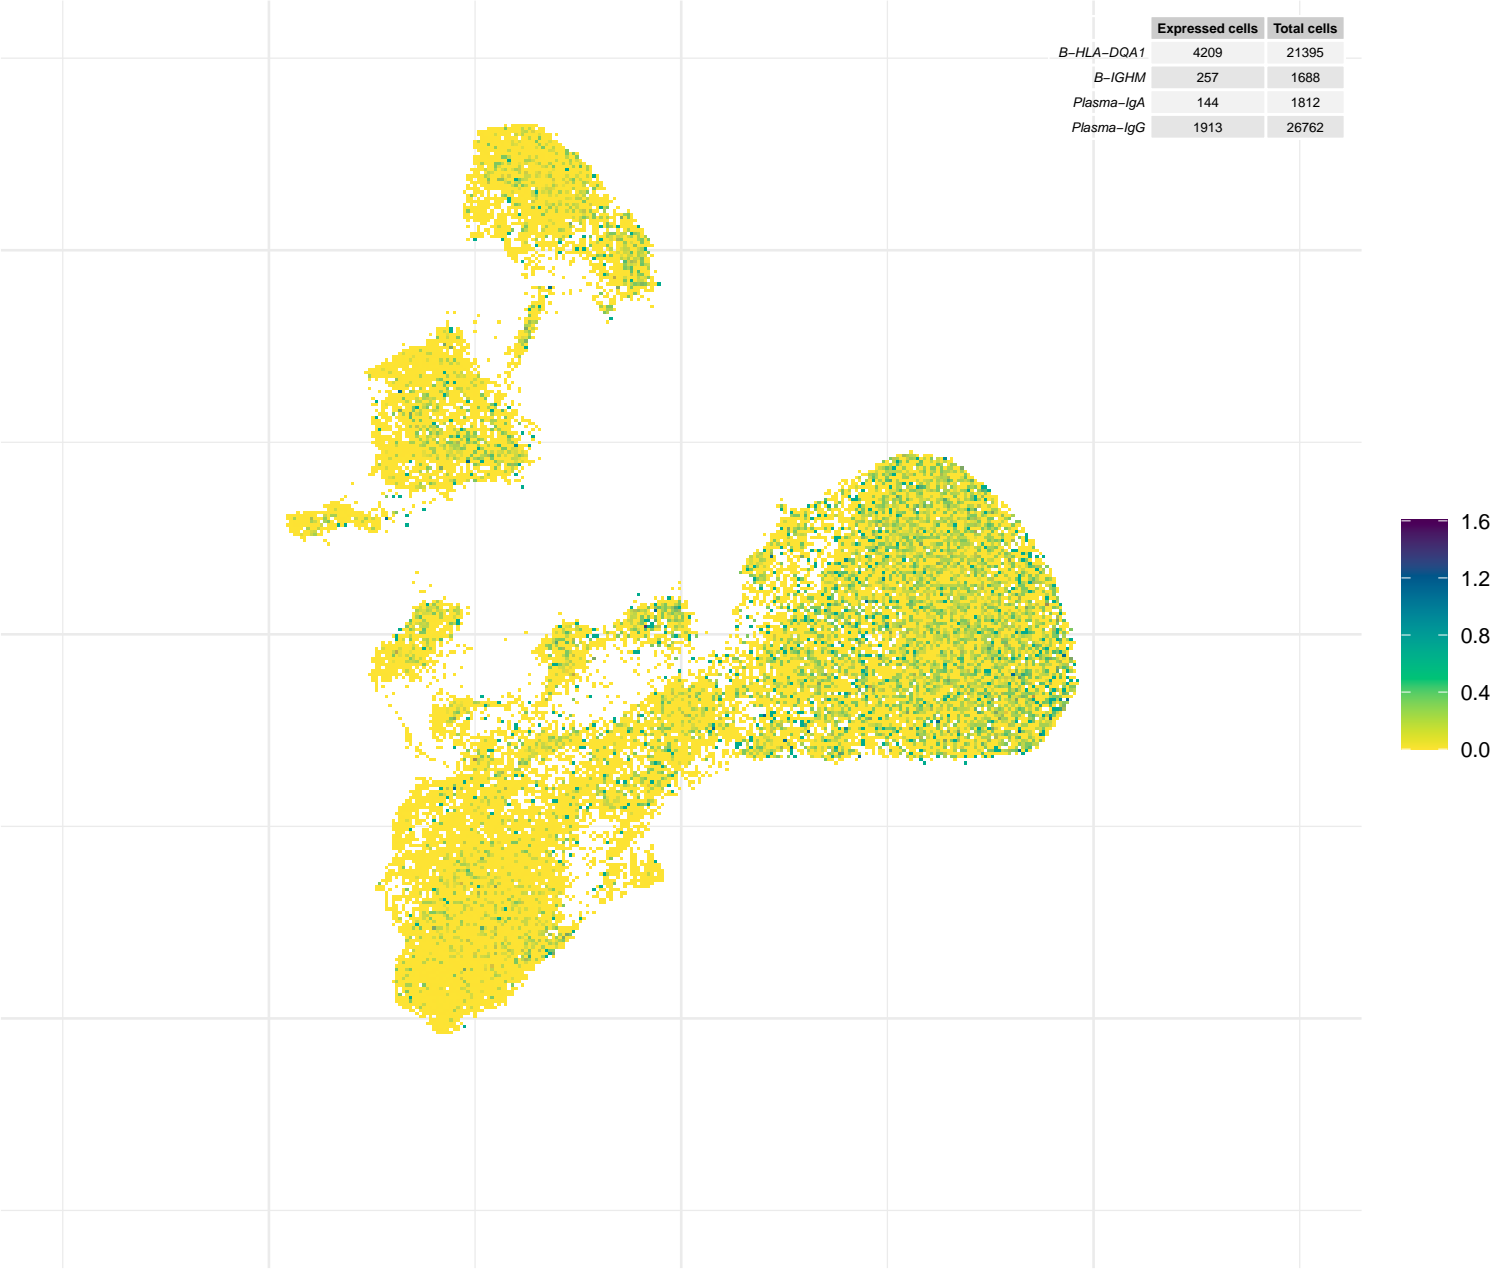 Expressed cells Total cells
B−HLA−DQA1 4209 21395
B−IGHM 257 1688
Plasma−IgA 144 1812
Plasma−IgG 1913 26762
1.6
1.2
0.8
0.4
0.0